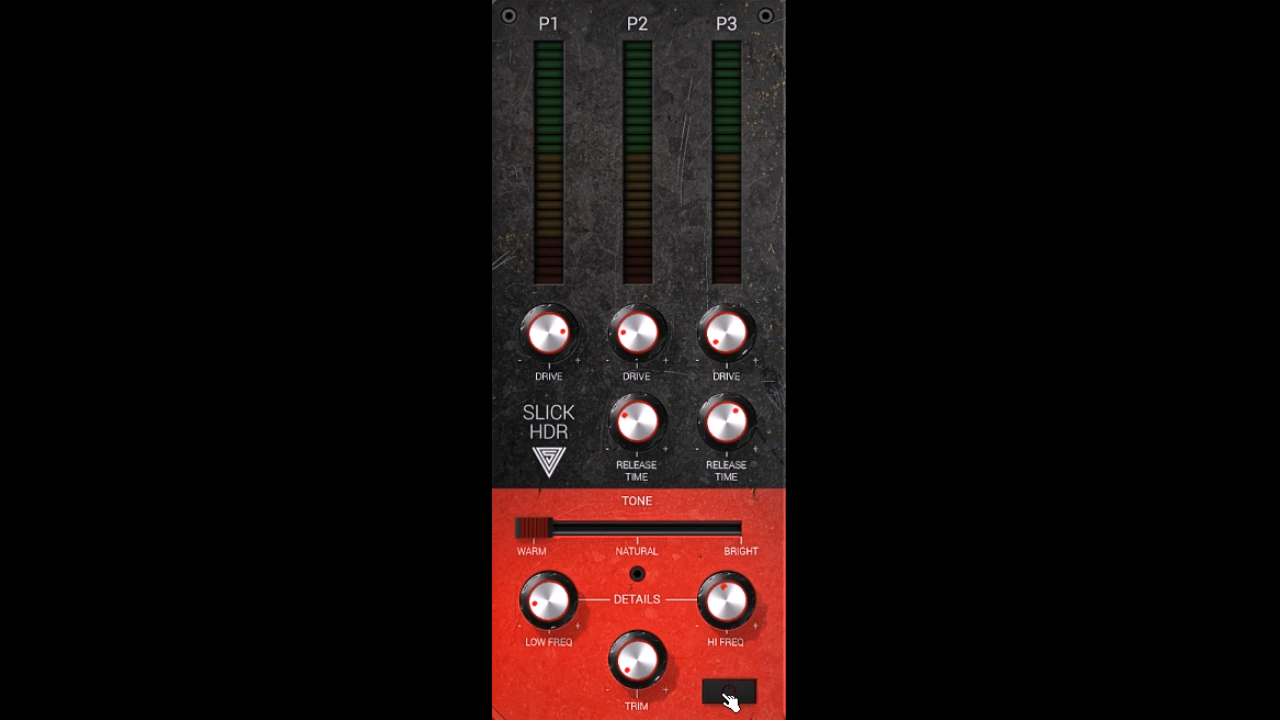 P1 P2 P3
- + - + - +
DRIVE DRIVE DRIVE
SLICK
HDR
- + - +
RELEASE
TIME
RELEASE
TIME
TONE
WARM NATURAL BRIGHT
DETAILS
- + - +
LOW FREQ HI FREQ
- +
TRIM